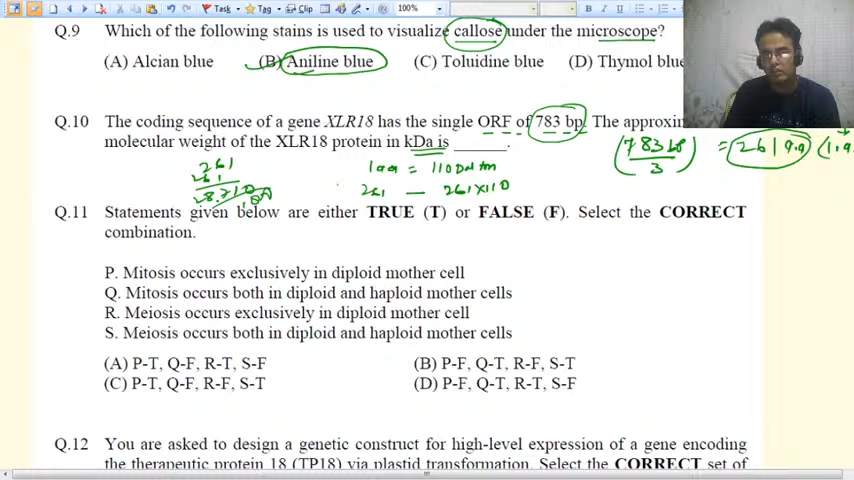 Task Tag 100% B I U
Q.9 Which of the following stains is used to visualize callose under the microscope?
(A) Alcian blue (B) Aniline blue (C) Toluidine blue (D) Thymol blue
Q.10 The coding sequence of a gene XLR18 has the single ORF of 783 bp. The approxim
molecular weight of the XLR18 protein in kDa is ______.
783
3
= 261 a.a
261
1 aa = 110 Dalton
261 — 261×110
Q.11 Statements given below are either TRUE (T) or FALSE (F). Select the CORRECT
combination.
P. Mitosis occurs exclusively in diploid mother cell
Q. Mitosis occurs both in diploid and haploid mother cells
R. Meiosis occurs exclusively in diploid mother cell
S. Meiosis occurs both in diploid and haploid mother cells
(A) P-T, Q-F, R-T, S-F (B) P-F, Q-T, R-F, S-T
(C) P-T, Q-F, R-F, S-T (D) P-F, Q-T, R-T, S-F
Q.12 You are asked to design a genetic construct for high-level expression of a gene encoding
the therapeutic protein 18 (TP18) via plastid transformation. Select the CORRECT set of